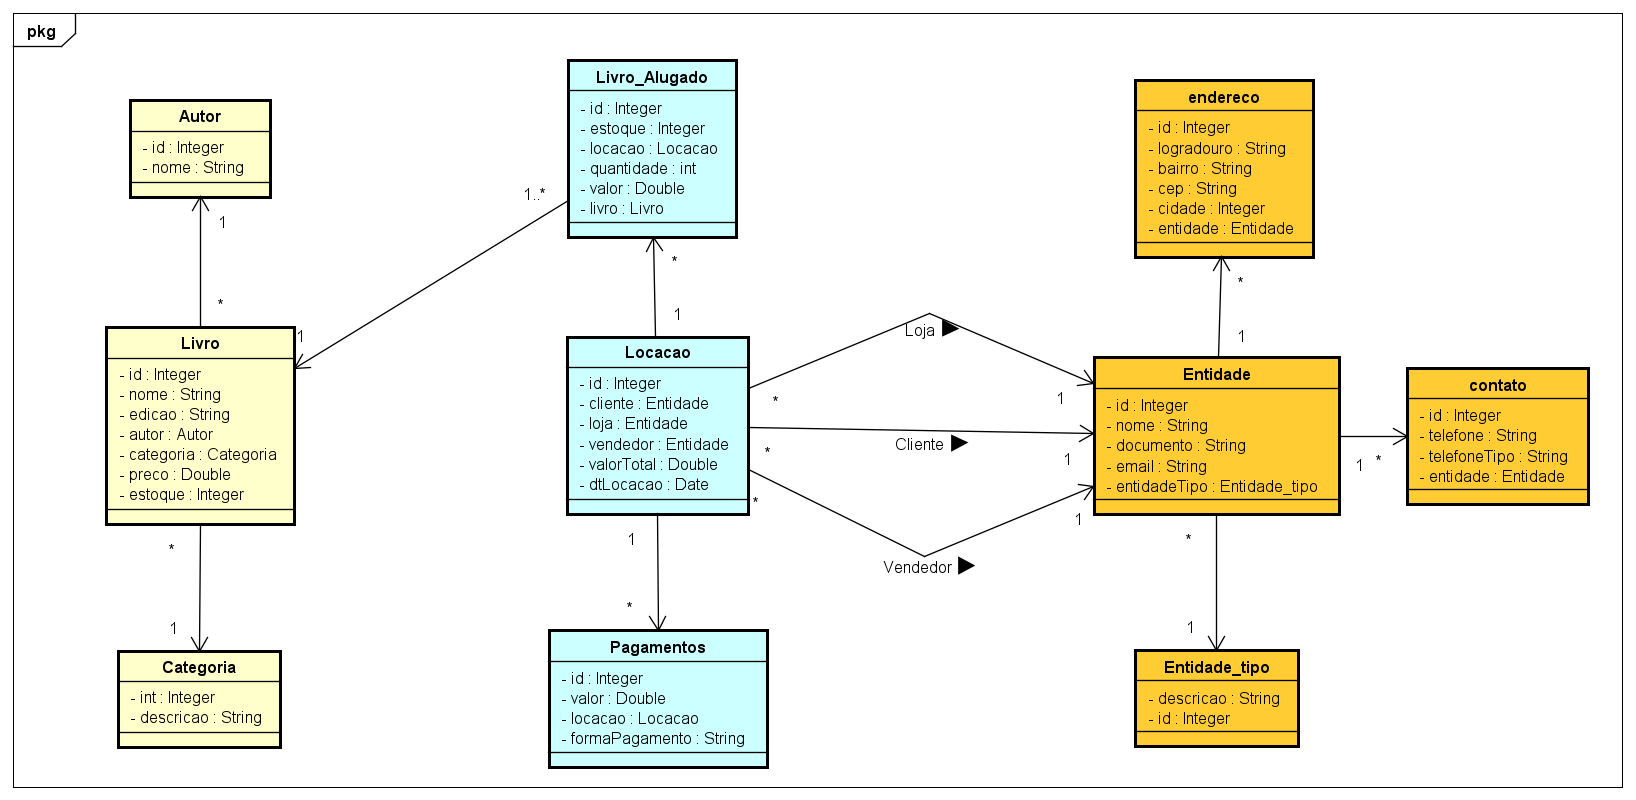 pkg
Autor
- id : Integer
- nome : String
1
*
Livro
- id : Integer
- nome : String
- edicao : String
- autor : Autor
- categoria : Categoria
- preco : Double
- estoque : Integer
*
1
Categoria
- int : Integer
- descricao : String
Livro_Alugado
- id : Integer
- estoque : Integer
- locacao : Locacao
- quantidade : int
- valor : Double
- livro : Livro
1..*
1
*
1
Locacao
- id : Integer
- cliente : Entidade
- loja : Entidade
- vendedor : Entidade
- valorTotal : Double
- dtLocacao : Date
1
*
Pagamentos
- id : Integer
- valor : Double
- locacao : Locacao
- formaPagamento : String
Loja
*
1
Cliente
*
1
Vendedor
*
1
endereco
- id : Integer
- logradouro : String
- bairro : String
- cep : String
- cidade : Integer
- entidade : Entidade
*
1
Entidade
- id : Integer
- nome : String
- documento : String
- email : String
- entidadeTipo : Entidade_tipo
1
*
contato
- id : Integer
- telefone : String
- telefoneTipo : String
- entidade : Entidade
*
1
Entidade_tipo
- descricao : String
- id : Integer